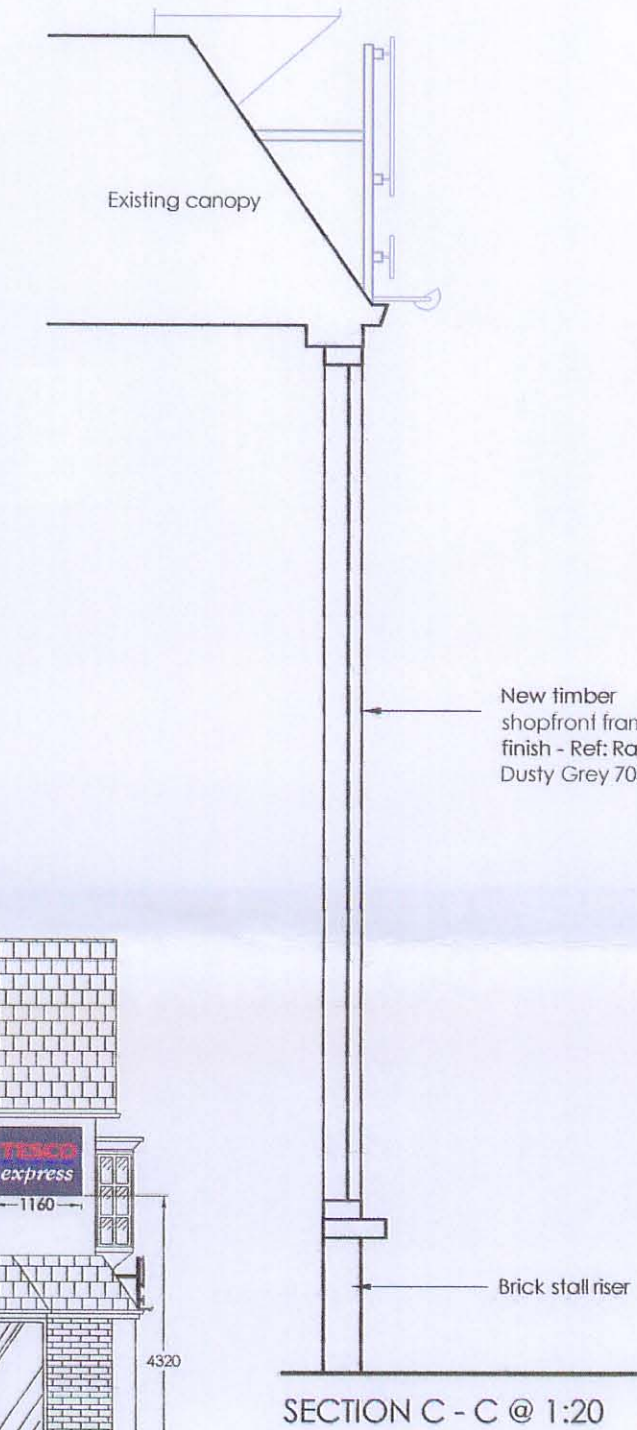 Existing canopy
New timber
shopfront fran
finish - Ref: Ra
Dusty Grey 70
TESCO
express
1160
4320
Brick stall riser
SECTION C - C @ 1:20